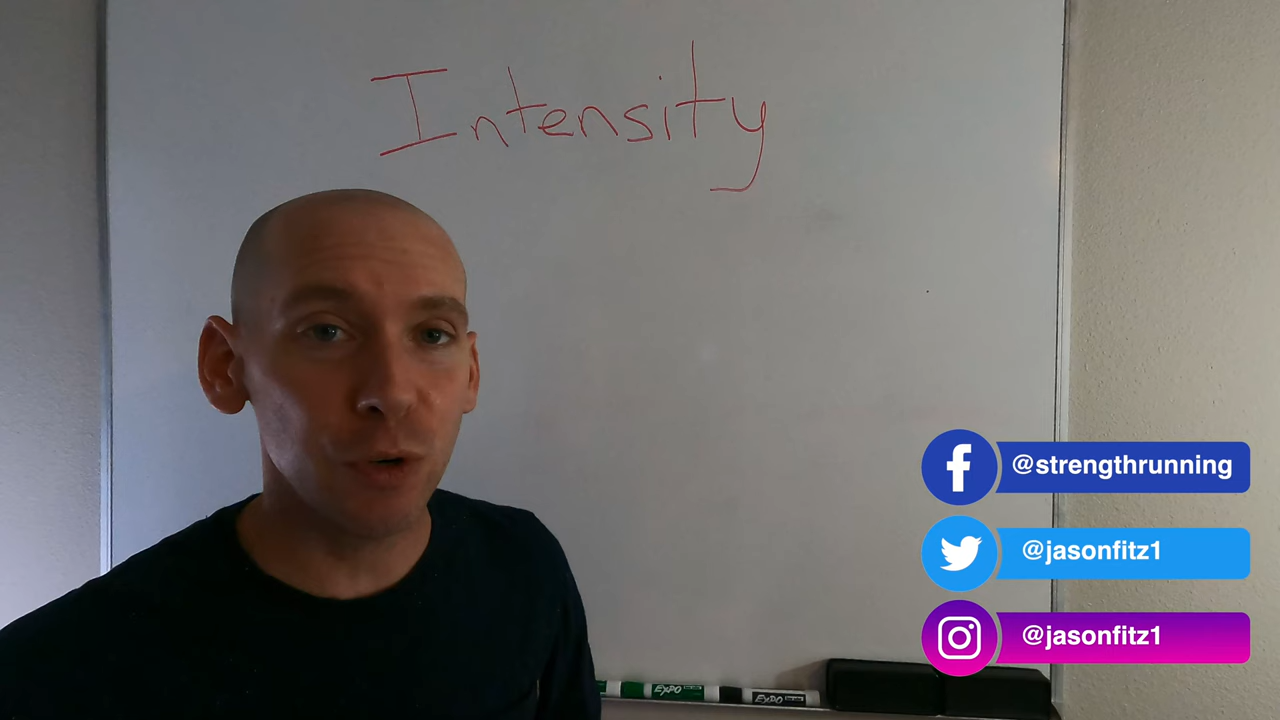 Intensity
@strengthrunning
@jasonfitz1
@jasonfitz1
EXPO
EXPO